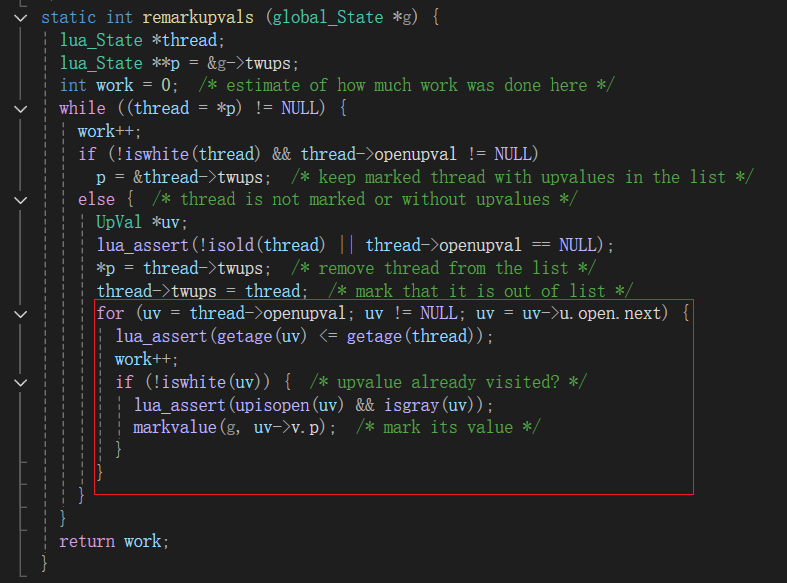 static int remarkupvals (global_State *g) {
  lua_State *thread;
  lua_State **p = &g->twups;
  int work = 0;  /* estimate of how much work was done here */
  while ((thread = *p) != NULL) {
    work++;
    if (!iswhite(thread) && thread->openupval != NULL)
      p = &thread->twups;  /* keep marked thread with upvalues in the list */
    else {  /* thread is not marked or without upvalues */
      UpVal *uv;
      lua_assert(!isold(thread) || thread->openupval == NULL);
      *p = thread->twups;  /* remove thread from the list */
      thread->twups = thread;  /* mark that it is out of list */
      for (uv = thread->openupval; uv != NULL; uv = uv->u.open.next) {
        lua_assert(getage(uv) <= getage(thread));
        work++;
        if (!iswhite(uv)) {  /* upvalue already visited? */
          lua_assert(upisopen(uv) && isgray(uv));
          markvalue(g, uv->v.p);  /* mark its value */
        }
      }
    }
  }
  return work;
}